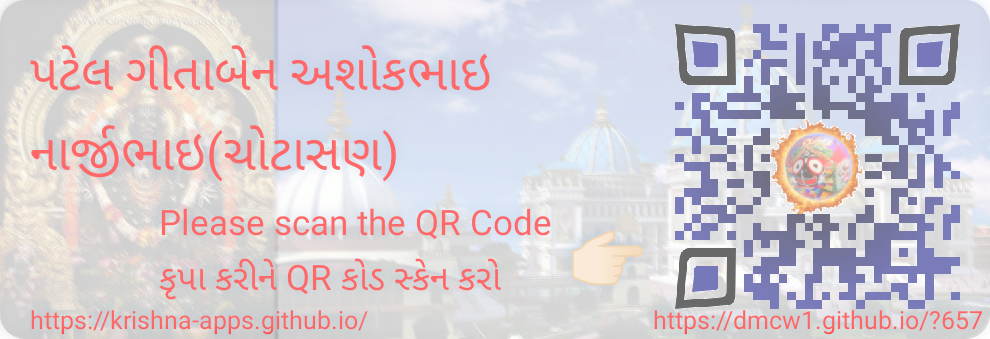 પટેલ ગીતાબેન અશોકભાઇ
નાર્જીભાઇ(ચોટાસણ)
Please scan the QR Code
કૃપા કરીને QR કોડ સ્કેન કરો
https://krishna-apps.github.io/
https://dmcw1.github.io/?657